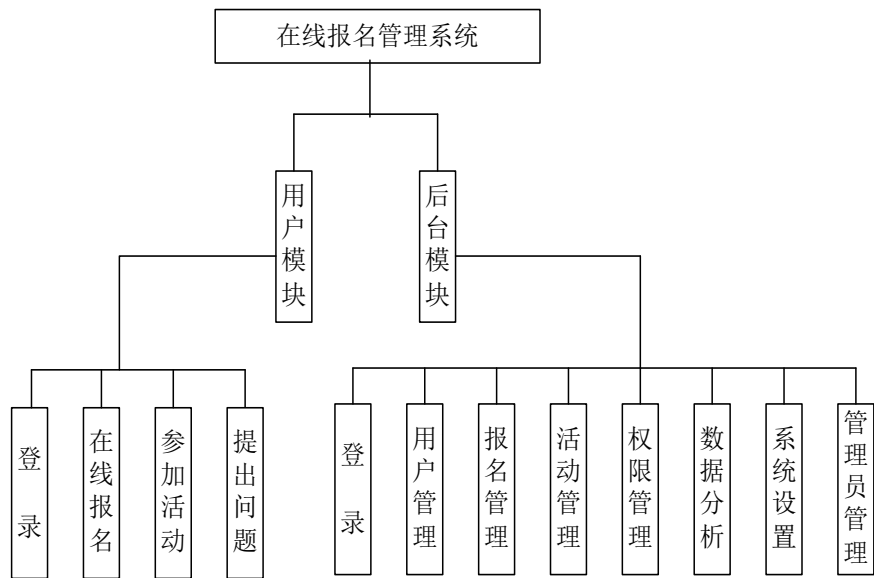 在线报名管理系统
用户模块
后台模块
登录
在线报名
参加活动
提出问题
登录
用户管理
报名管理
活动管理
权限管理
数据分析
系统设置
管理员管理